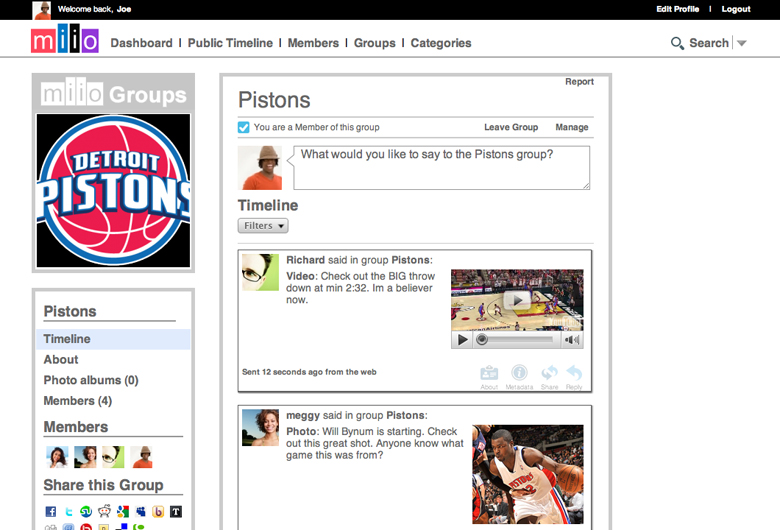 Welcome back, Joe
Edit Profile | Logout
miio
Dashboard | Public Timeline | Members | Groups | Categories
Search
miio Groups
DETROIT
PISTONS
Pistons
Timeline
About
Photo albums (0)
Members (4)
Members
Share this Group
Report
Pistons
You are a Member of this group
Leave Group
Manage
What would you like to say to the Pistons group?
Timeline
Filters
Richard said in group Pistons:
Video: Check out the BIG throw
down at min 2:32. Im a believer
now.
Sent 12 seconds ago from the web
About
Metadata
Share
Reply
meggy said in group Pistons:
Photo: Will Bynum is starting. Check
out this great shot. Anyone know what
game this was from?
PISTONS